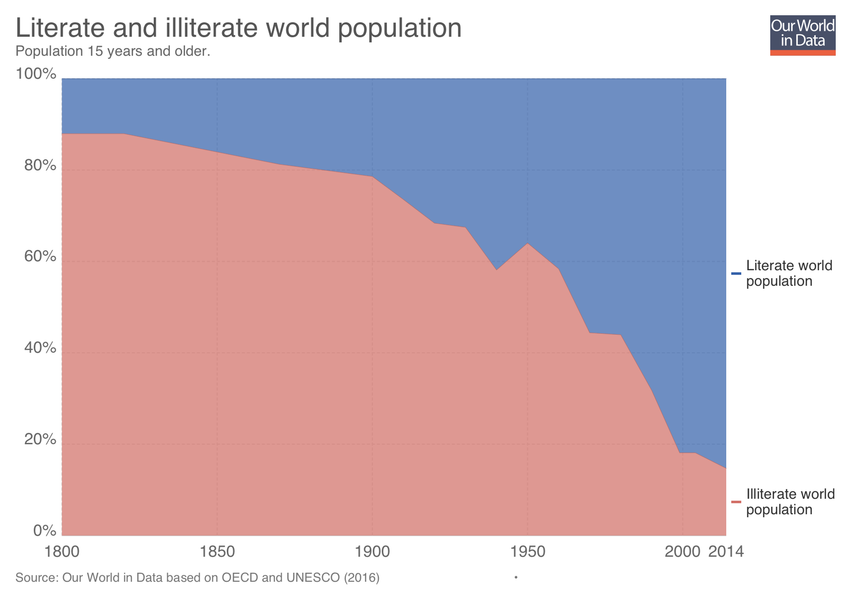 Literate and illiterate world population
Population 15 years and older.
Our World
in Data
100%
80%
60%
40%
20%
0%
1800 1850 1900 1950 2000 2014
Literate world
population
Illiterate world
population
Source: Our World in Data based on OECD and UNESCO (2016)